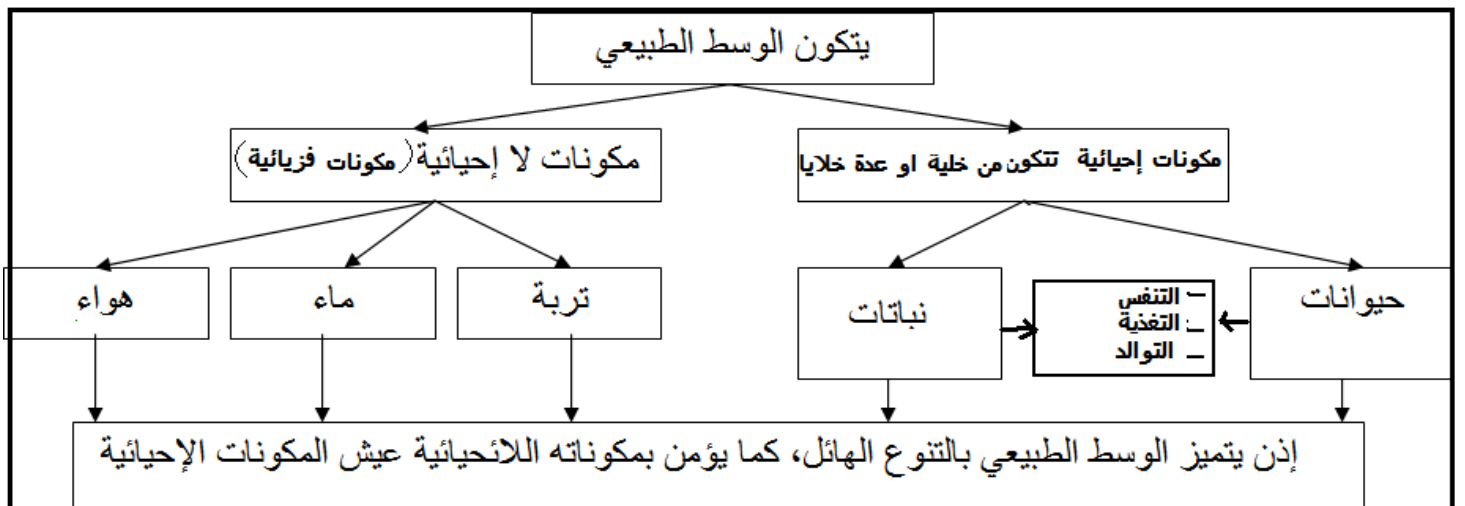 يتكون الوسط الطبيعي
مكونات إحيائية تتكون من خلية او عدة خلايا
مكونات لا إحيائية (مكونات فزيائية)
حيوانات
– التنفس
– التغذية
– التوالد
نباتات
تربة
ماء
هواء
إذن يتميز الوسط الطبيعي بالتنوع الهائل، كما يؤمن بمكوناته اللائحيائية عيش المكونات الإحيائية